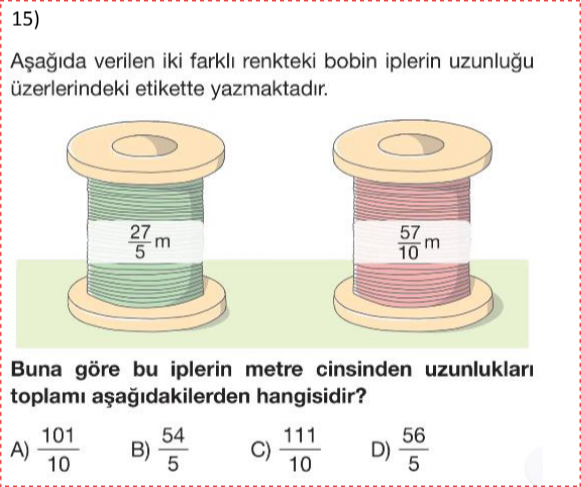 15)
Aşağıda verilen iki farklı renkteki bobin iplerin uzunluğu
üzerlerindeki etikette yazmaktadır.
27/5 m
57/10 m
Buna göre bu iplerin metre cinsinden uzunlukları
toplamı aşağıdakilerden hangisidir?
A) 101/10 B) 54/5 C) 111/10 D) 56/5